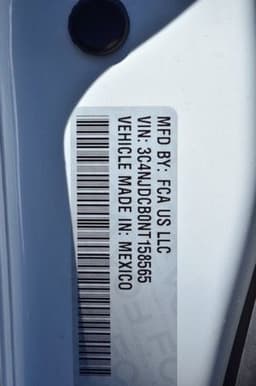 MFD BY: FCA US LLC
VIN: 3C4NJDCB0NT158565
VEHICLE MADE IN: MEXICO